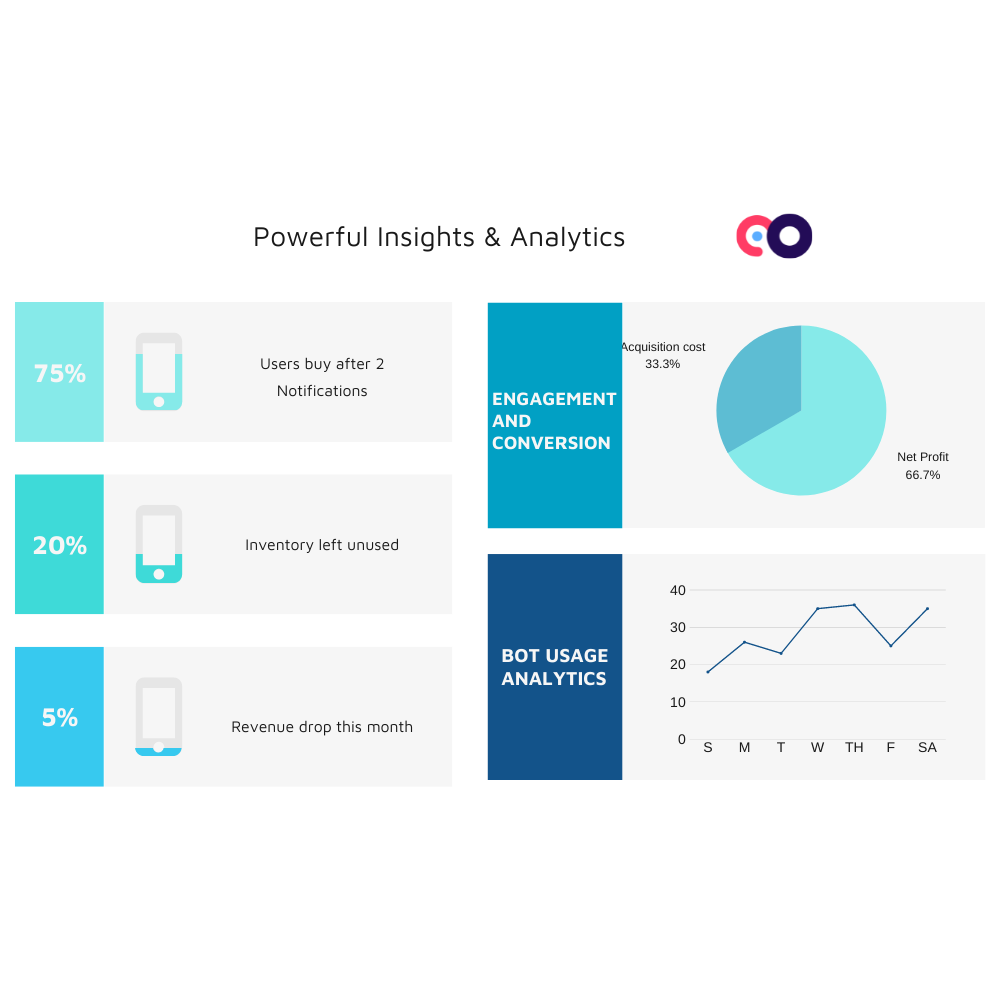 Powerful Insights & Analytics
75%
Users buy after 2
Notifications
20%
Inventory left unused
5%
Revenue drop this month
ENGAGEMENT
AND
CONVERSION
Acquisition cost
33.3%
Net Profit
66.7%
BOT USAGE
ANALYTICS
40
30
20
10
0
S M T W TH F SA